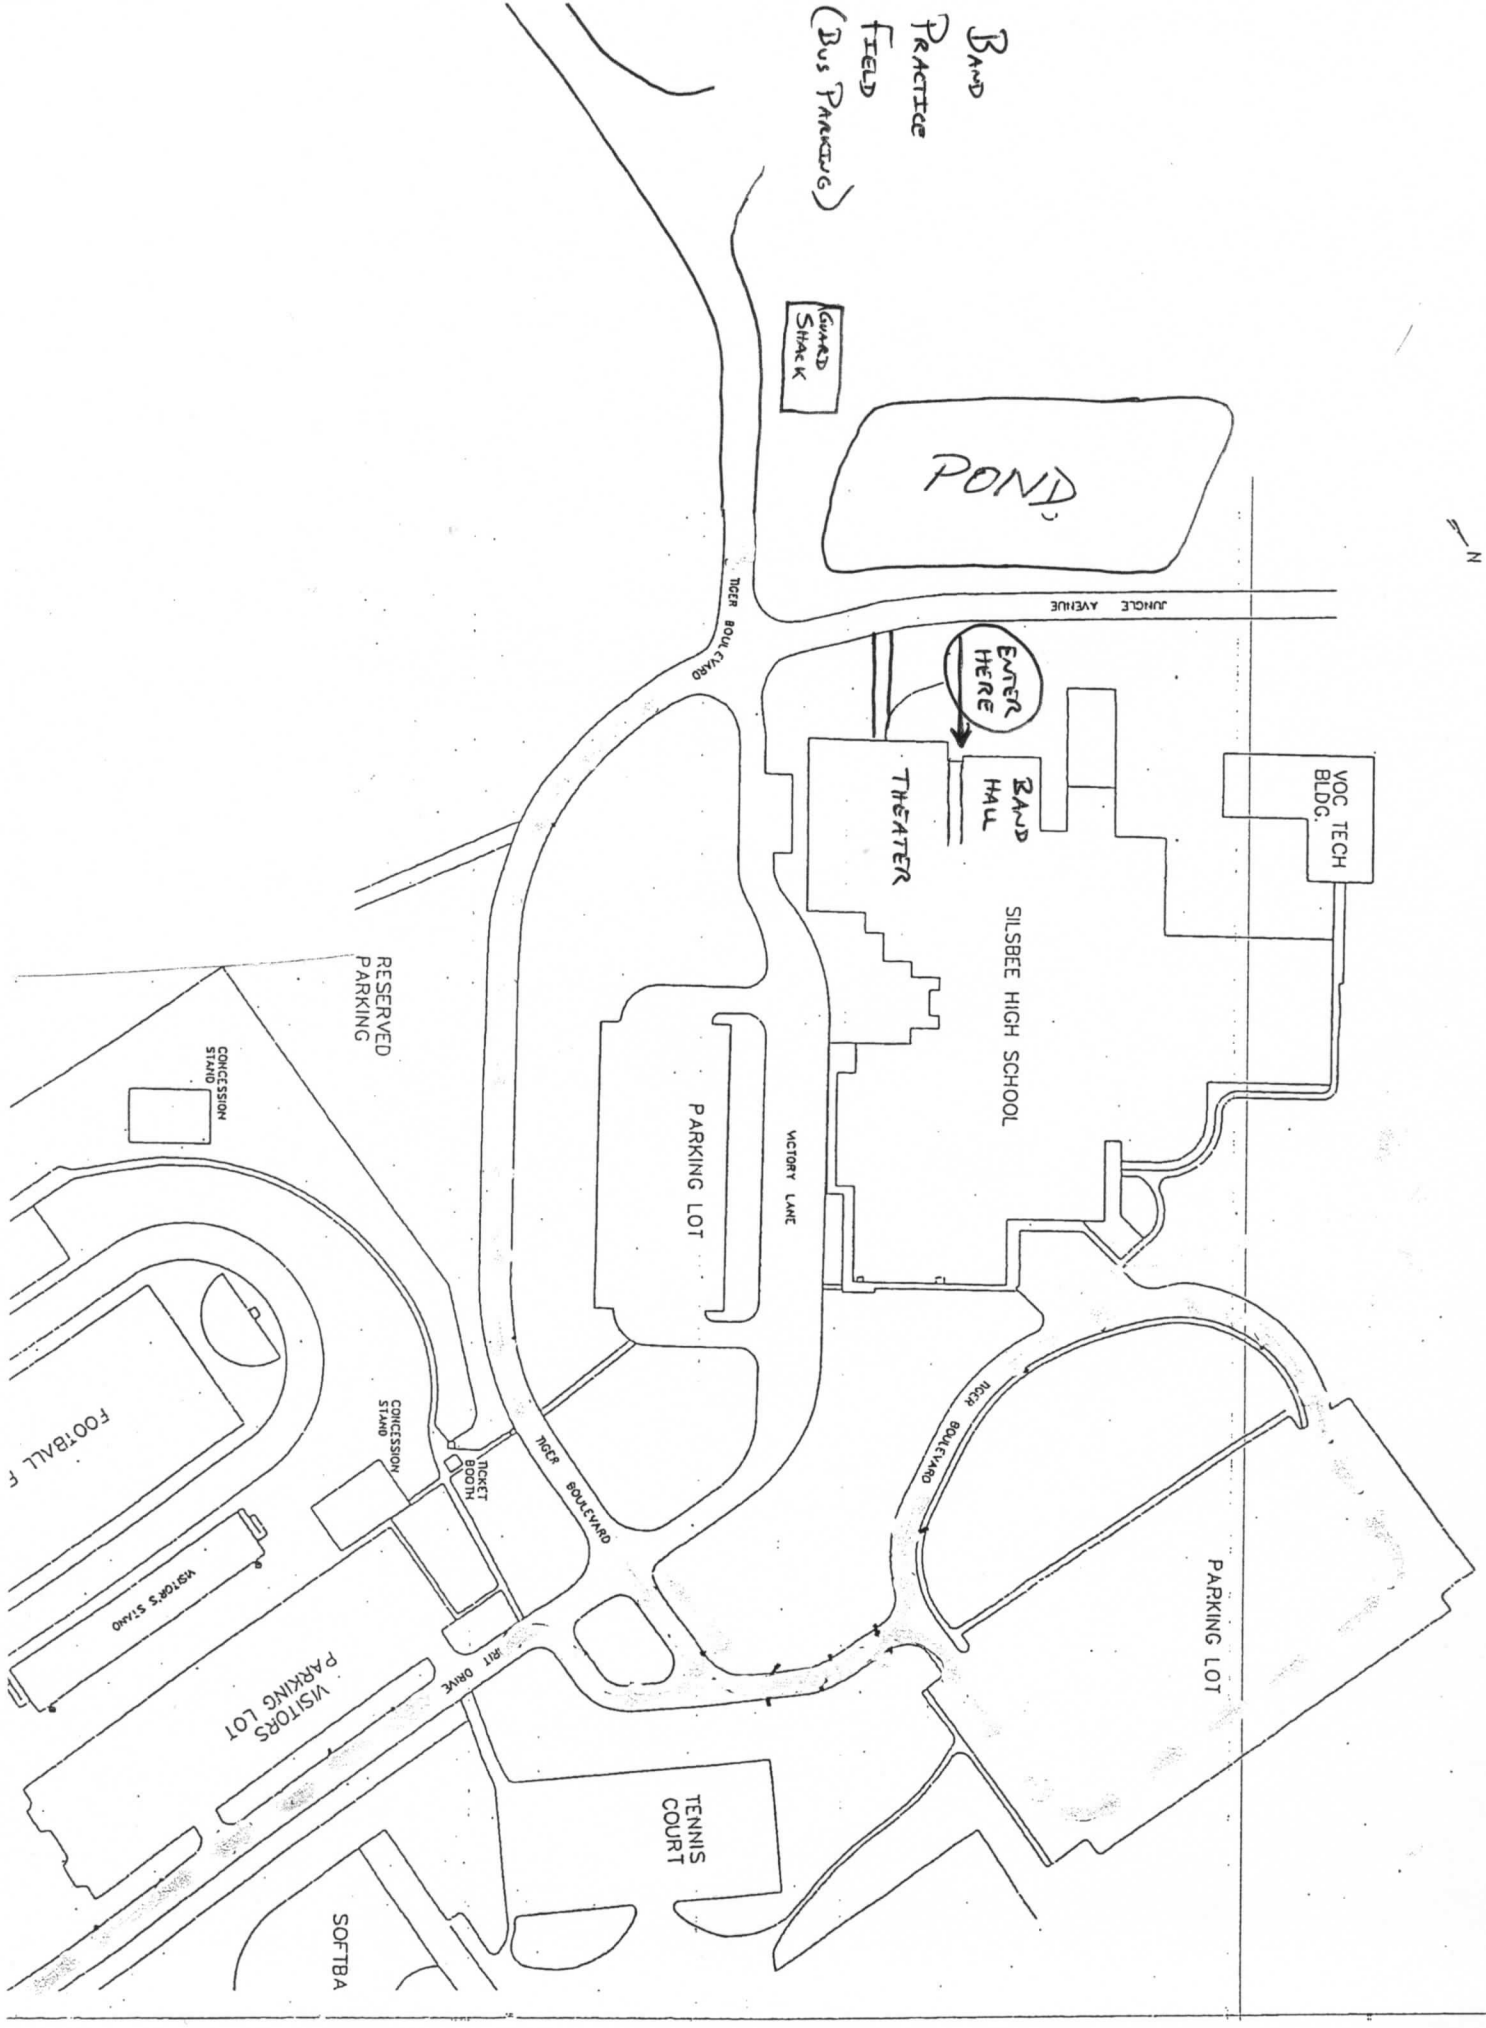 BAND
PRACTICE
FIELD
(BUS PARKING)
GUARD
SHACK
POND
N
JUNGLE AVENUE
TIGER BOULEVARD
ENTER
HERE
THEATER
BAND
HALL
VOC TECH
BLDG.
SILSBEE HIGH SCHOOL
RESERVED
PARKING
CONCESSION
STAND
PARKING LOT
VICTORY LANE
TIGER BOULEVARD
FOOTBALL F
CONCESSION
STAND
TICKET
BOOTH
TIGER BOULEVARD
VISITOR'S STAND
VISITORS
PARKING LOT
RIT DRIVE
PARKING LOT
TENNIS
COURT
SOFTBA